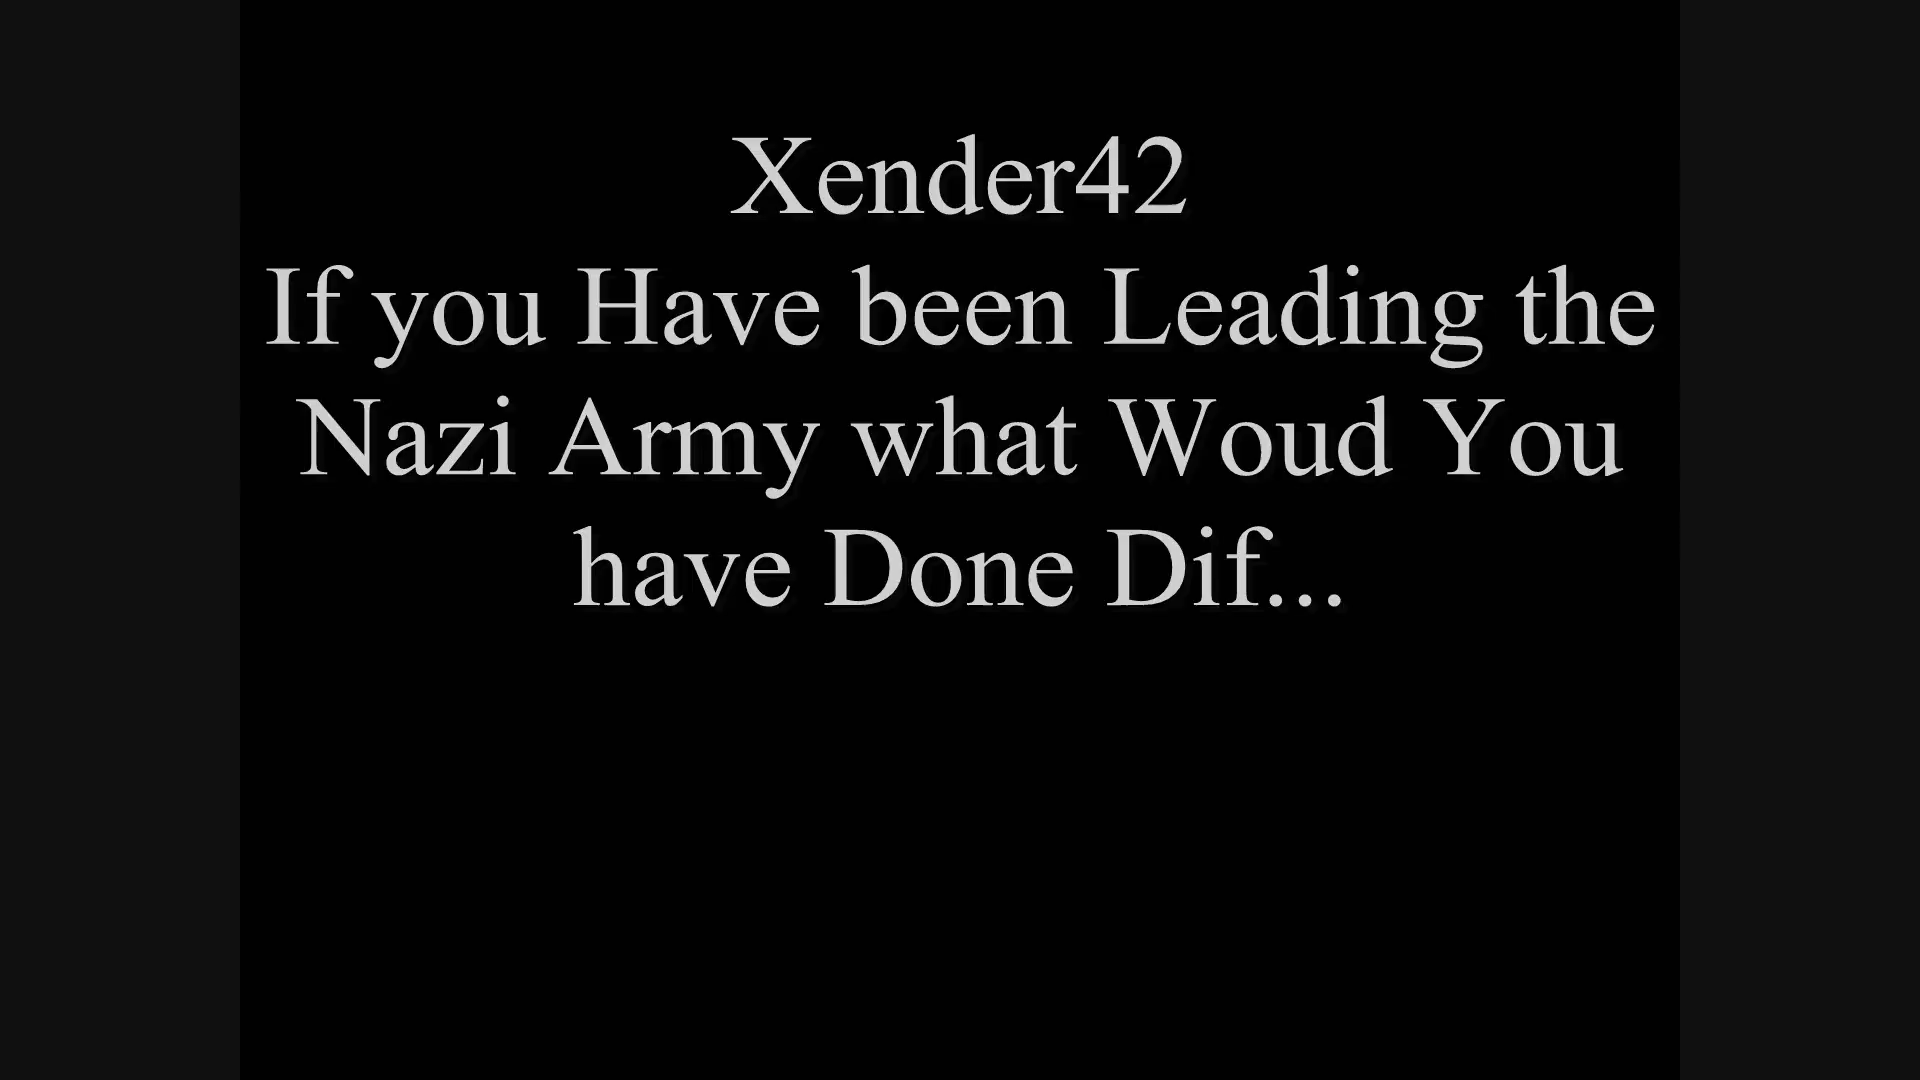 Xender42
If you Have been Leading the
Nazi Army what Woud You
have Done Dif...